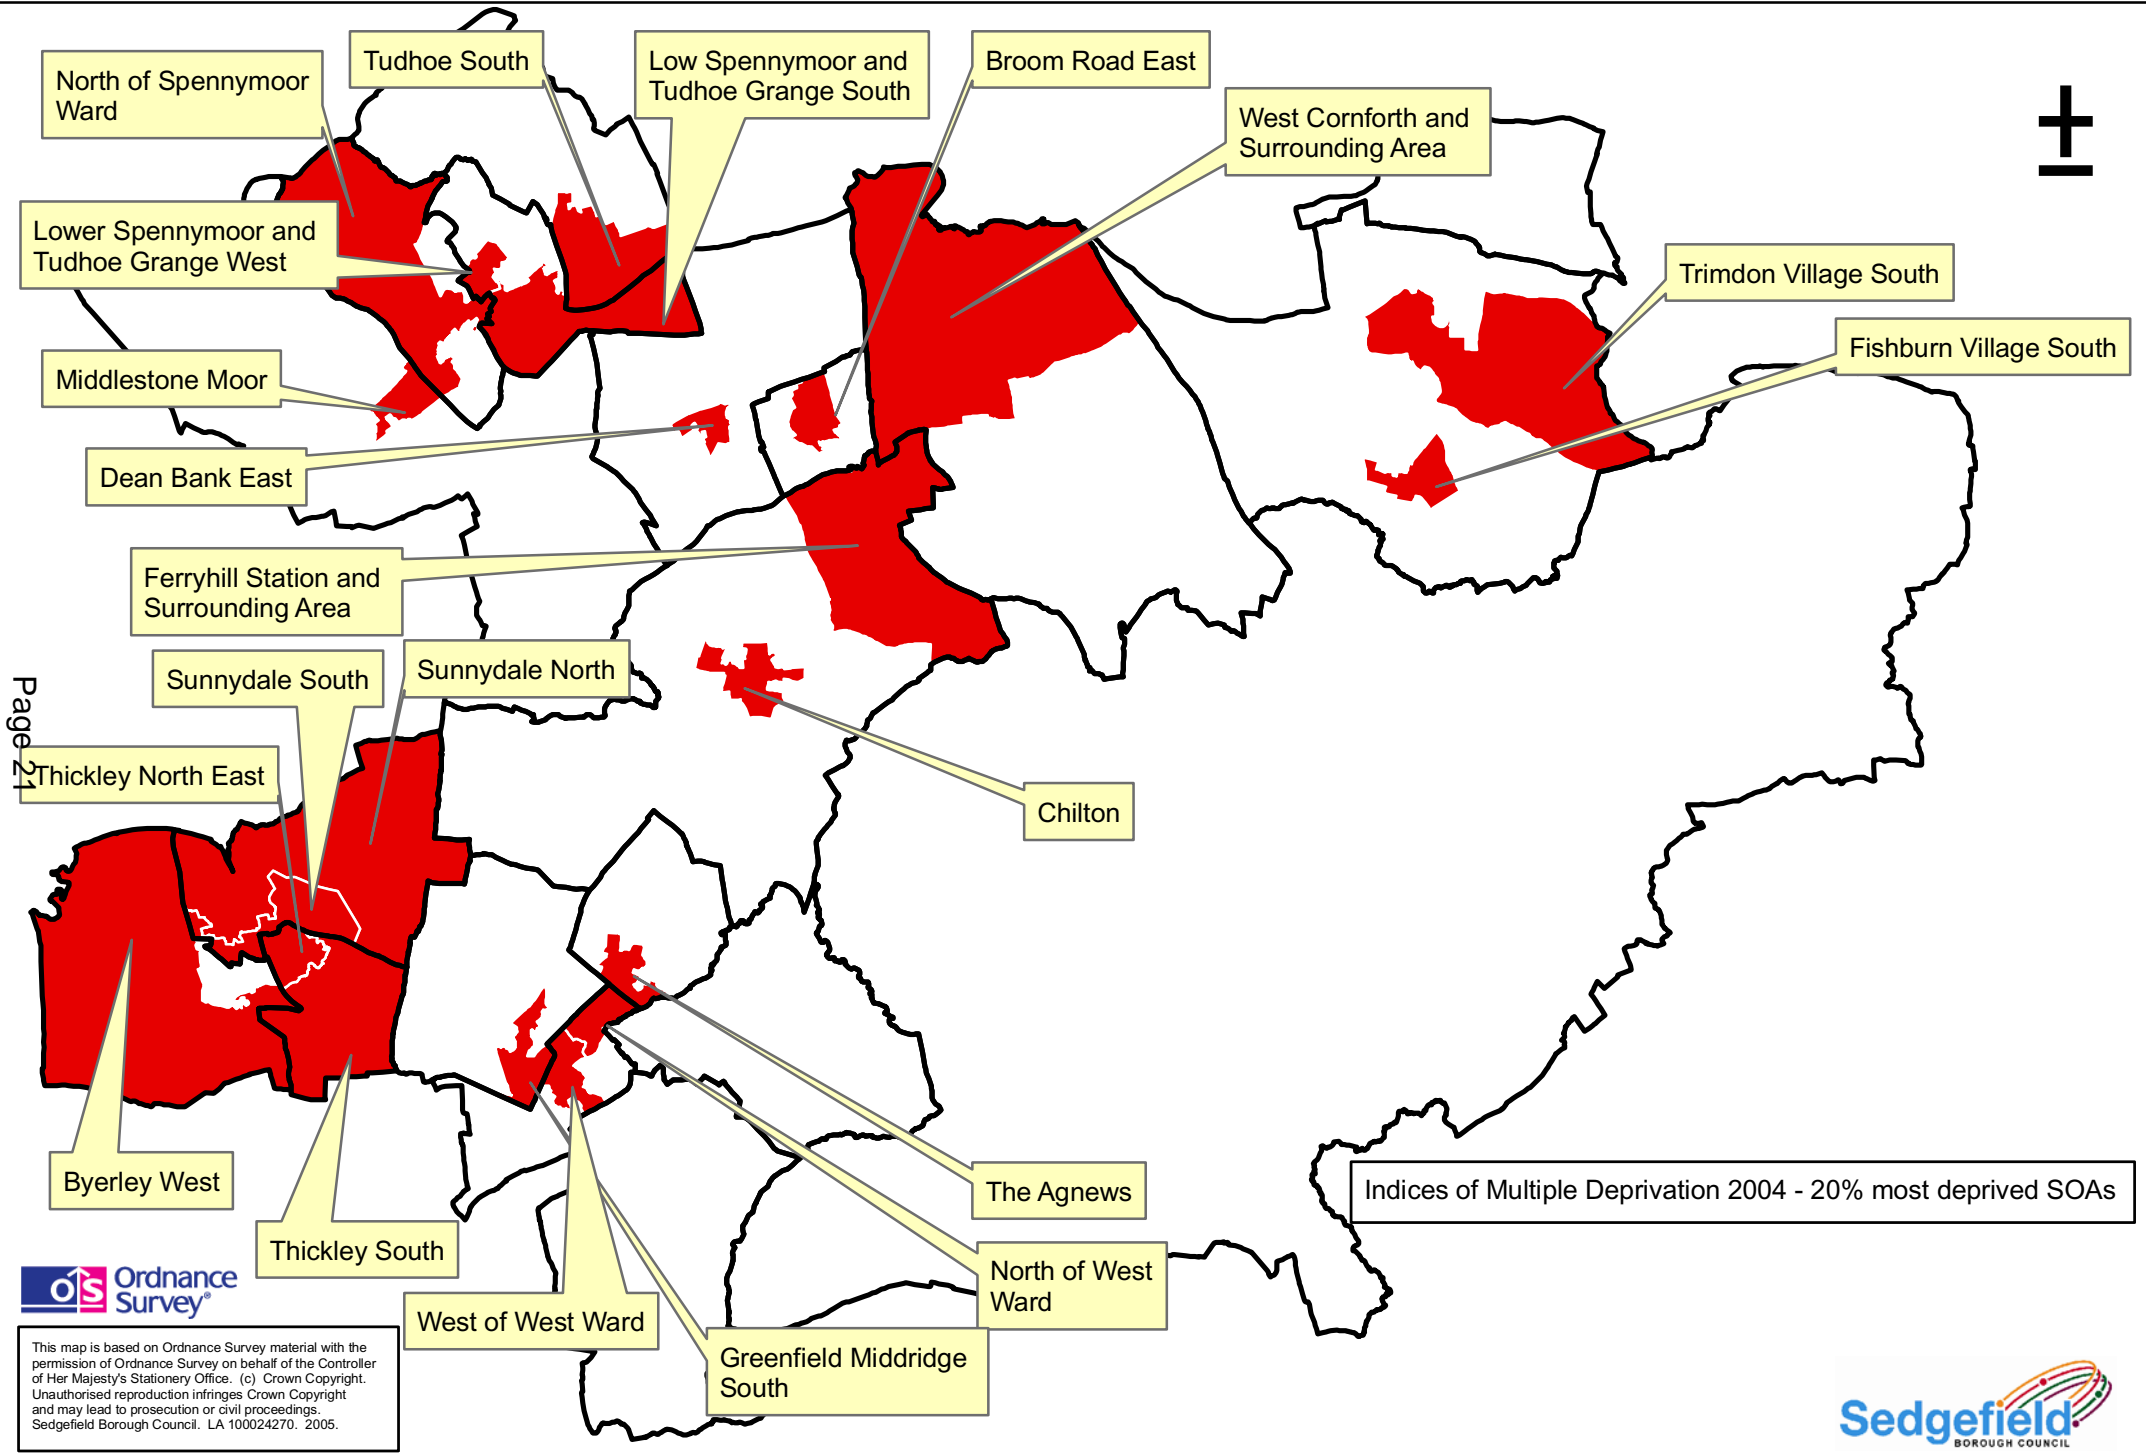 Tudhoe South
Low Spennymoor and
Tudhoe Grange South
Broom Road East
North of Spennymoor
Ward
West Cornforth and
Surrounding Area
Lower Spennymoor and
Tudhoe Grange West
Trimdon Village South
Fishburn Village South
Middlestone Moor
Dean Bank East
Ferryhill Station and
Surrounding Area
Sunnydale South
Sunnydale North
Page 21
Thickley North East
Chilton
Byerley West
The Agnews
Indices of Multiple Deprivation 2004 - 20% most deprived SOAs
Thickley South
North of West
Ward
West of West Ward
Greenfield Middridge
South
OS Ordnance
Survey®
This map is based on Ordnance Survey material with the
permission of Ordnance Survey on behalf of the Controller
of Her Majesty's Stationery Office. (c) Crown Copyright.
Unauthorised reproduction infringes Crown Copyright
and may lead to prosecution or civil proceedings.
Sedgefield Borough Council. LA 100024270. 2005.
Sedgefield
BOROUGH COUNCIL